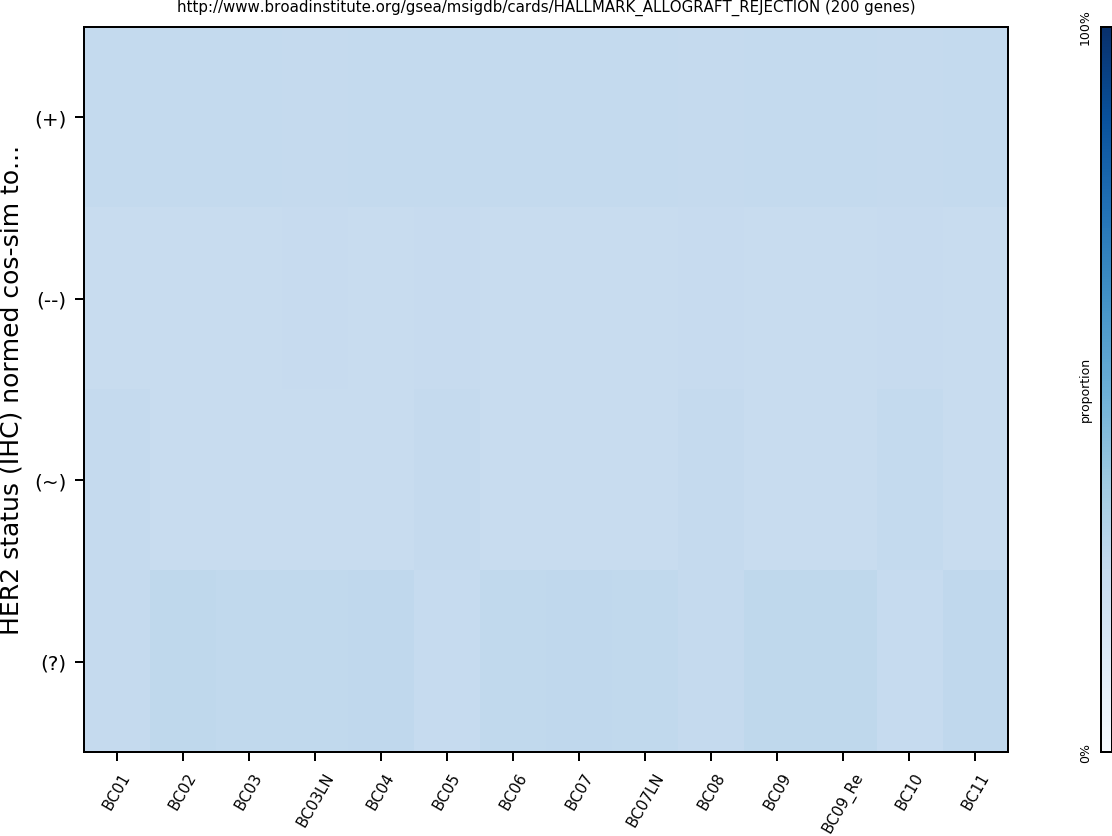 http://www.broadinstitute.org/gsea/msigdb/cards/HALLMARK_ALLOGRAFT_REJECTION (200 genes)
HER2 status (IHC) normed cos-sim to...
(+)
(--)
(~)
(?)
BC01
BC02
BC03
BC03LN
BC04
BC05
BC06
BC07
BC07LN
BC08
BC09
BC09_Re
BC10
BC11
100%
proportion
0%